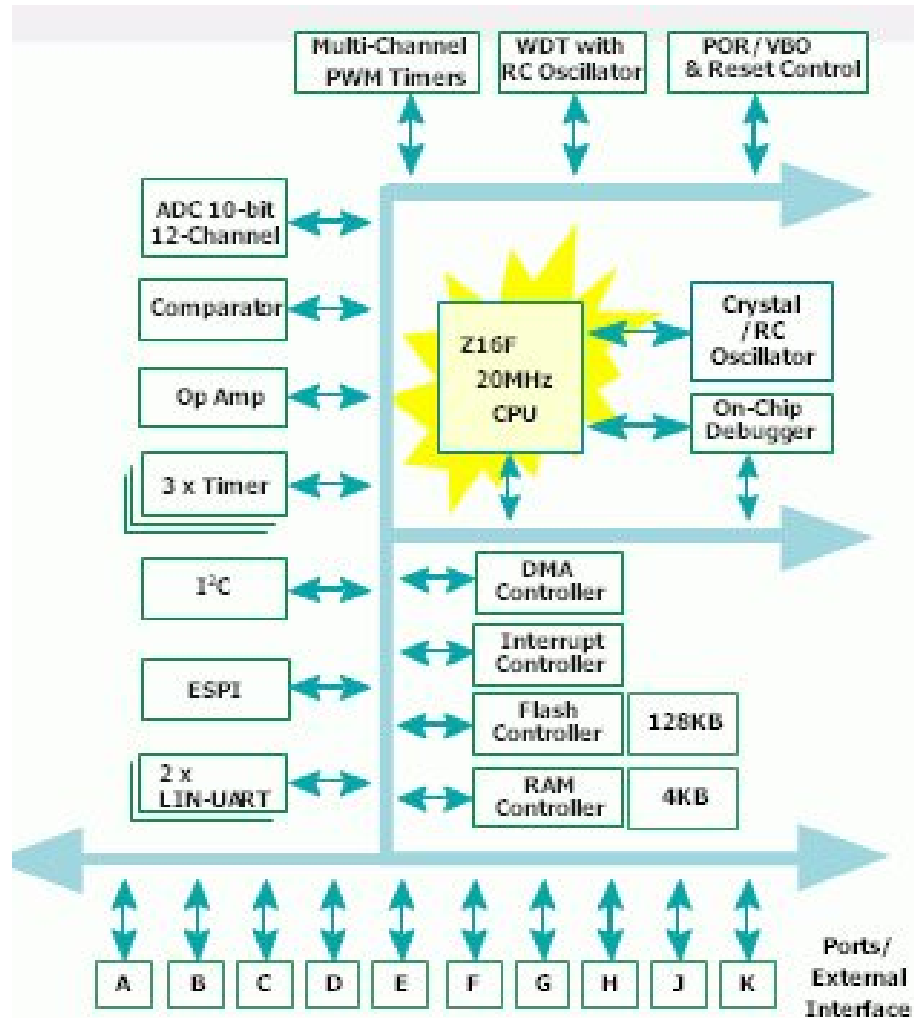 Multi-Channel
PWM Timers
WDT with
RC Oscillator
POR/VBO
& Reset Control
ADC 10-bit
12-Channel
Comparator
Op Amp
3 x Timer
I²C
ESPI
2 x
LIN-UART
Z16F
20MHz
CPU
Crystal
/RC
Oscillator
On-Chip
Debugger
DMA
Controller
Interrupt
Controller
Flash
Controller
128KB
RAM
Controller
4KB
A B C D E F G H J K
Ports/
External
Interface